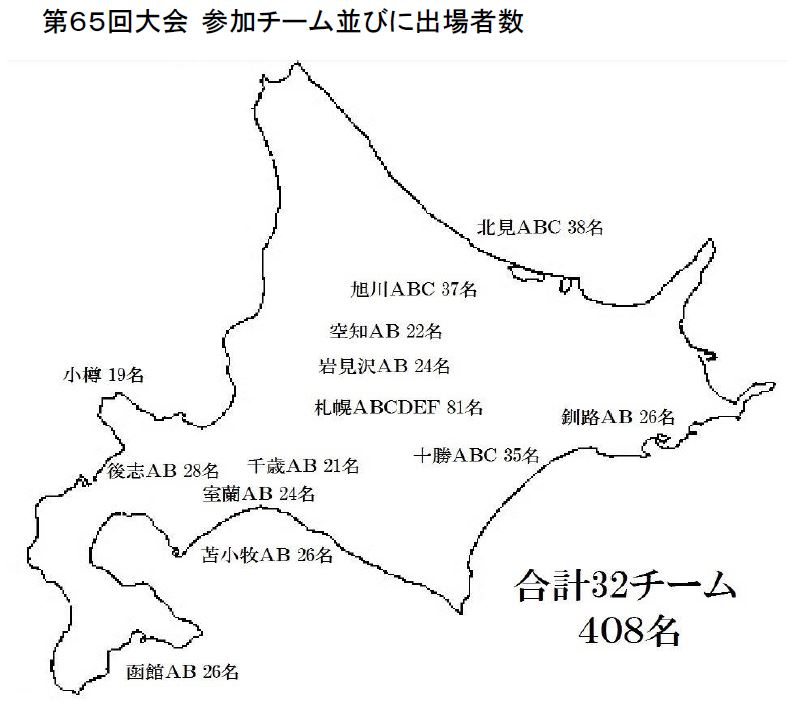 第65回大会 参加チーム並びに出場者数
北見ABC 38名
旭川ABC 37名
空知AB 22名
岩見沢AB 24名
小樽 19名
札幌ABCDEF 81名
釧路AB 26名
十勝ABC 35名
後志AB 28名
千歳AB 21名
室蘭AB 24名
苫小牧AB 26名
合計32チーム
408名
函館AB 26名